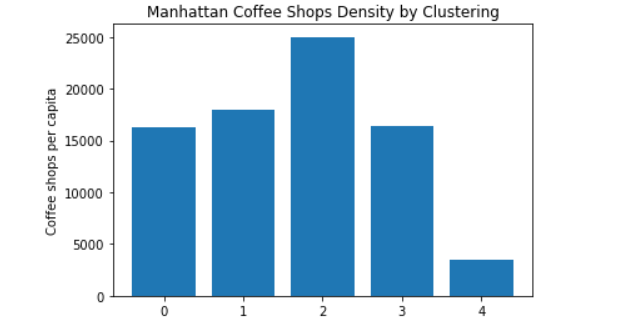 Manhattan Coffee Shops Density by Clustering
Coffee shops per capita
25000
20000
15000
10000
5000
0
0 1 2 3 4